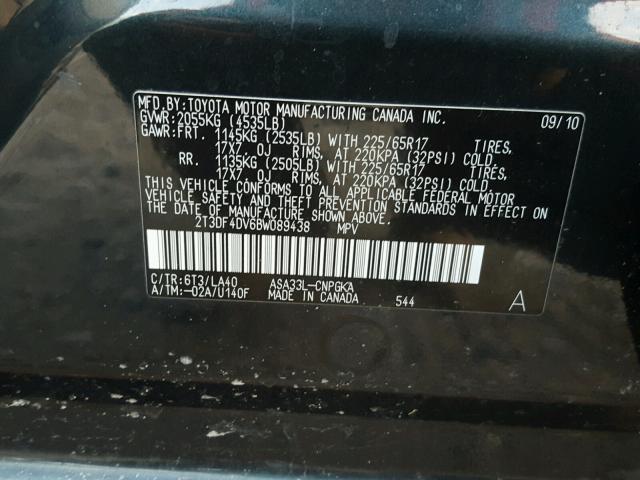 MFD.BY:TOYOTA MOTOR MANUFACTURING CANADA INC. 09/10
GVWR:2055KG (4535LB)
GAWR:FRT. 1145KG (2535LB) WITH 225/65R17 TIRES,
17X7 0J RIMS, AT 220KPA (32PSI) COLD.
RR. 1135KG (2505LB) WITH 225/65R17 TIRES,
17X7 0J RIMS, AT 220KPA (32PSI) COLD.
THIS VEHICLE CONFORMS TO ALL APPLICABLE FEDERAL MOTOR
VEHICLE SAFETY AND THEFT PREVENTION STANDARDS IN
EFFECT ON THE DATE OF MANUFACTURE SHOWN ABOVE.
2T3DF4DV6BW089438 MPV
C/TR:6T3/LA40 ASA33L-CNPGKA
A/TM:-02A/U140F MADE IN CANADA 544 A